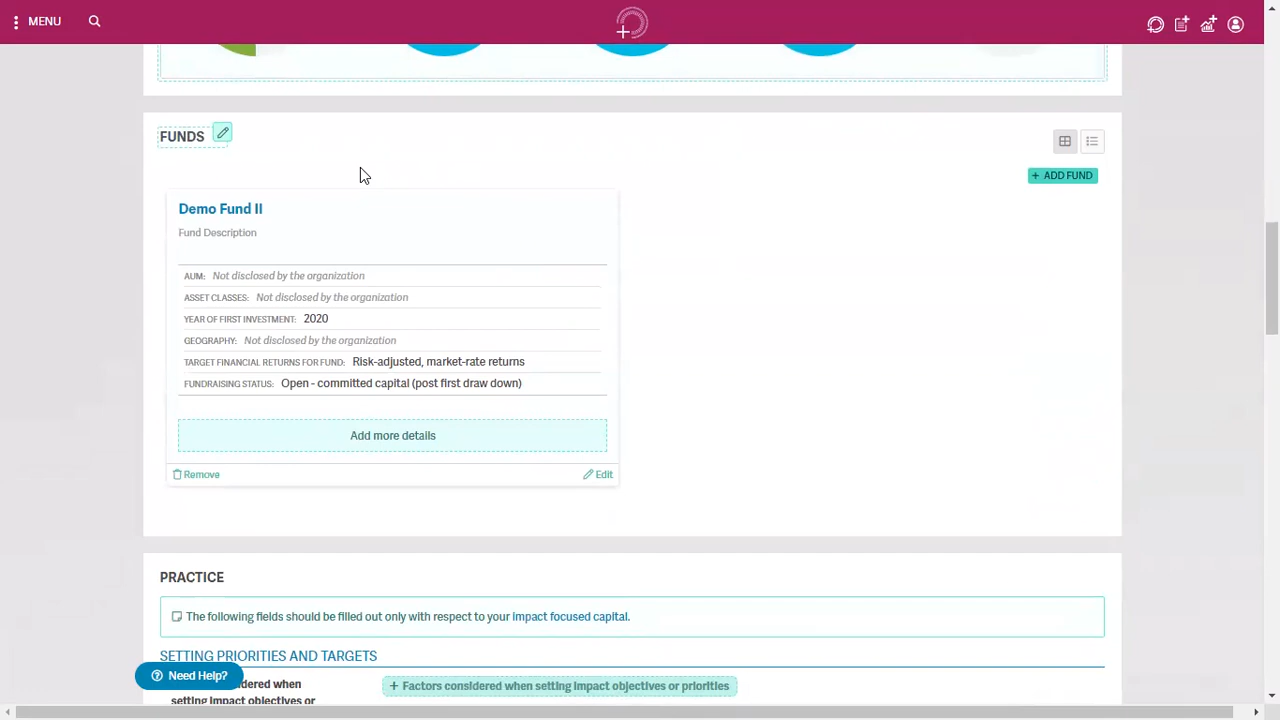 MENU
FUNDS
+ ADD FUND
Demo Fund II
Fund Description
AUM: Not disclosed by the organization
ASSET CLASSES: Not disclosed by the organization
YEAR OF FIRST INVESTMENT: 2020
GEOGRAPHY: Not disclosed by the organization
TARGET FINANCIAL RETURNS FOR FUND: Risk-adjusted, market-rate returns
FUNDRAISING STATUS: Open - committed capital (post first draw down)
Add more details
Remove Edit
PRACTICE
The following fields should be filled out only with respect to your impact focused capital.
SETTING PRIORITIES AND TARGETS
Need Help?
dered when
setting impact objectives or
+ Factors considered when setting impact objectives or priorities